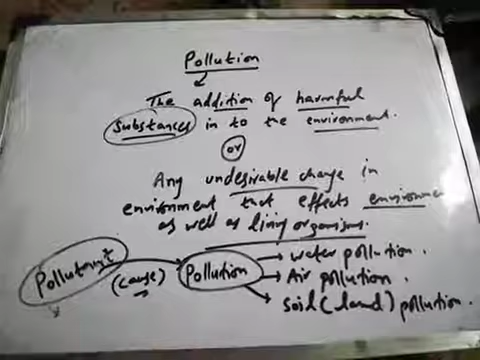 Pollution
The addition of harmful
substances in to the environment.
or
Any undesirable change in
environment that effects environme
as well as living organisms.
Pollutant (cause) Pollution
water pollution.
Air pollution.
Soil (land) pollution.